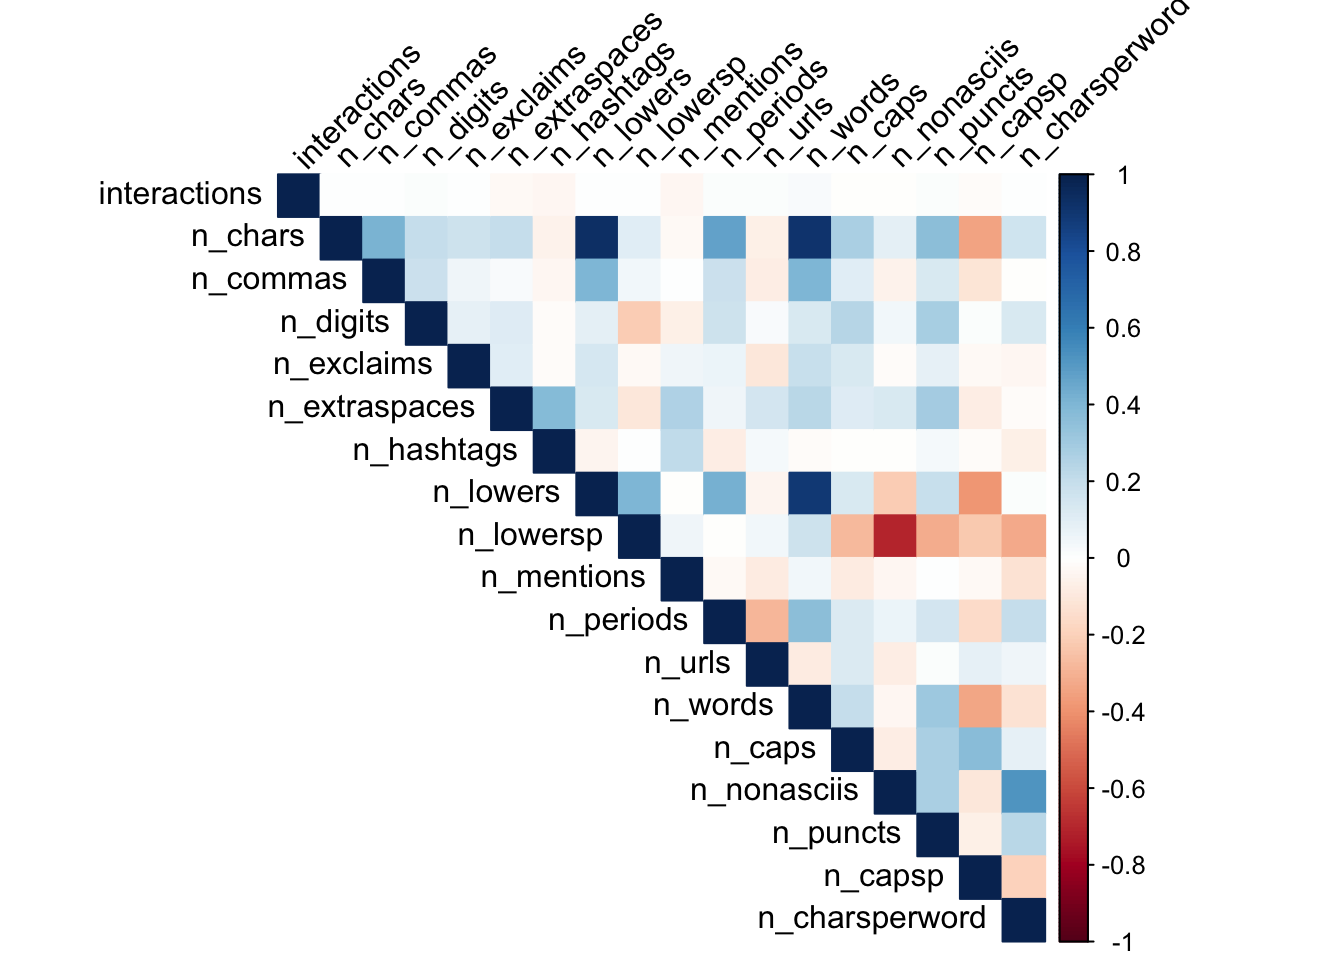 interactions
n_chars
n_commas
n_digits
n_exclaims
n_extraspaces
n_hashtags
n_lowers
n_lowersp
n_mentions
n_periods
n_urls
n_words
n_caps
n_nonasciis
n_puncts
n_capsp
n_charsperword
interactions
n_chars
n_commas
n_digits
n_exclaims
n_extraspaces
n_hashtags
n_lowers
n_lowersp
n_mentions
n_periods
n_urls
n_words
n_caps
n_nonasciis
n_puncts
n_capsp
n_charsperword
1
0.8
0.6
0.4
0.2
0
-0.2
-0.4
-0.6
-0.8
-1